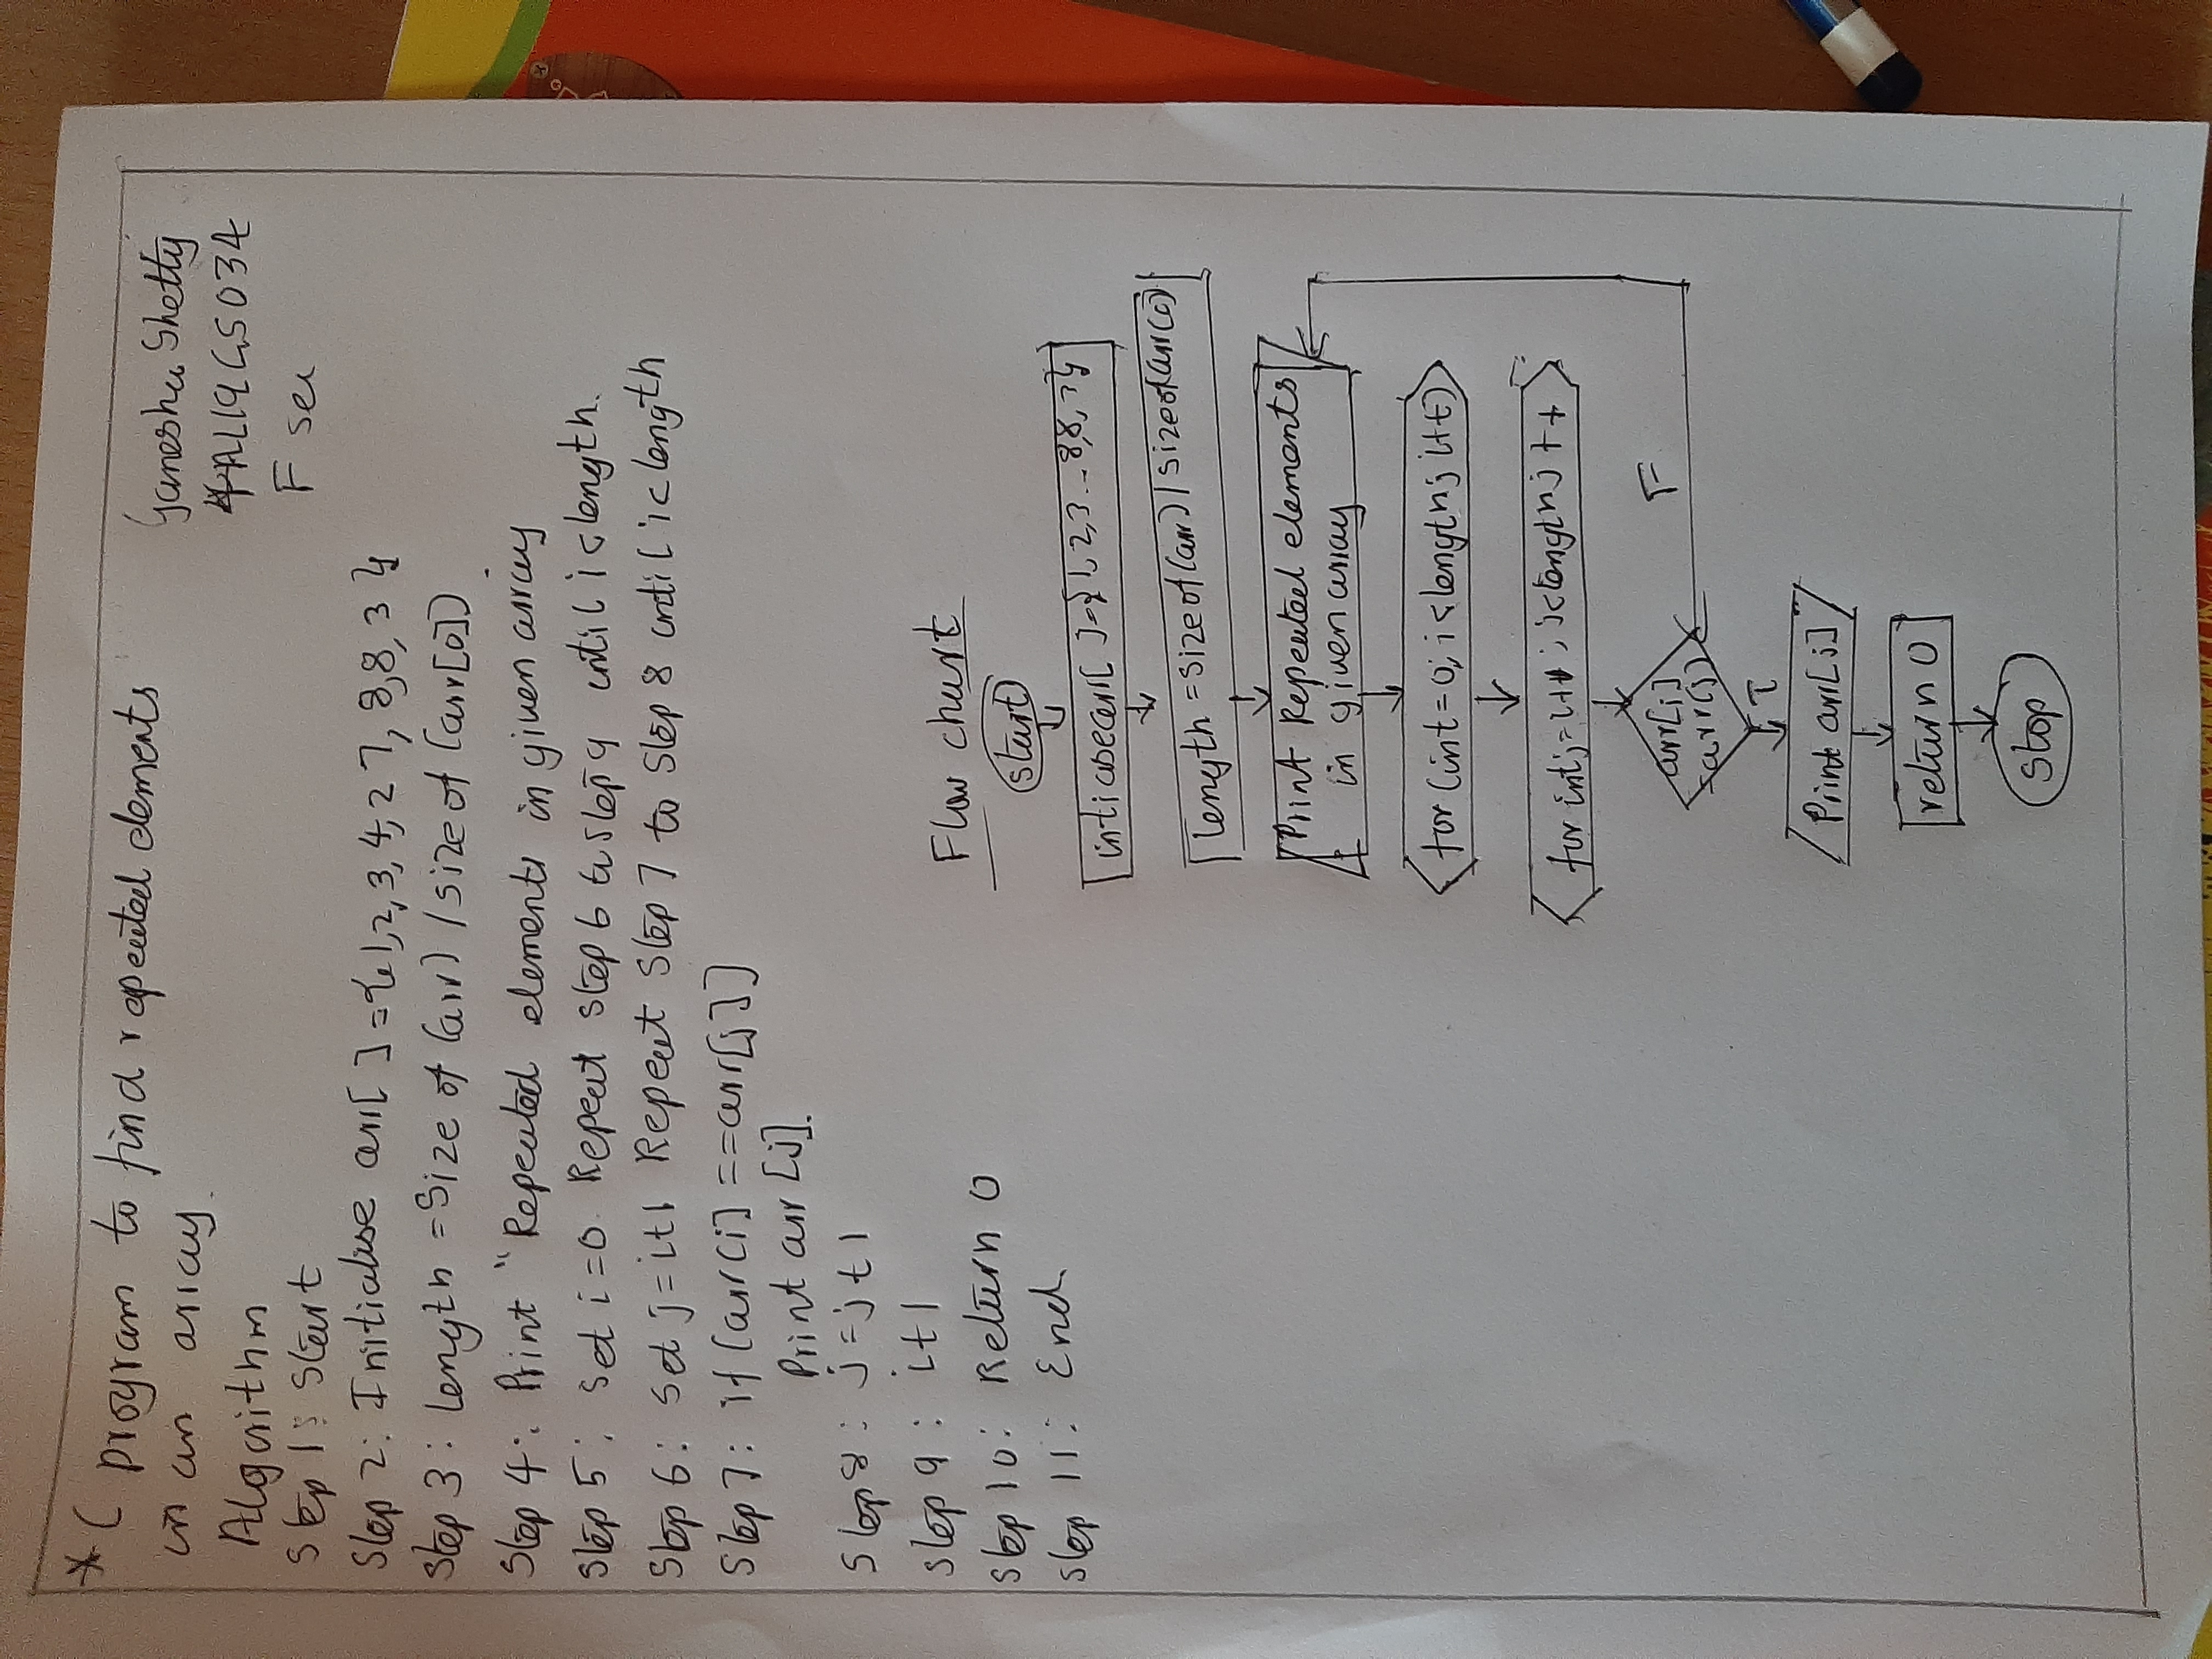 * C program to find repeated elements
in an array.
Ganesha Shetty
4AL19CS034
F sec
Algorithm
Step 1: Start
Step 2: Initialise arr[ ] = {1,2,3,4,2 7, 8,8, 3}
Step 3: length = Size of (arr) / size of (arr[0])
Step 4: Print "Repeated elements in given array
Step 5: Set i=0. Repeat step 6 to step 9 until i<length.
Step 6: Set j=i+1 Repeat Step 7 to Step 8 until i<length
Step 7: if (arr(i] ==arr[j])
Print arr [j].
Step 8: j=j+1
Step 9: i+1
Step 10: Return 0
Step 11: End
Flow chart
start
arr[ ]={1,2,3...8,8,3}
length = size of (arr) / size of (arr(0)
Print Repeated elements
in given array
for (int=0; i<length; i++)
for int j=i+1; j<length j++
arr[i]
=arr(j)
F
T
Print arr[j]
return 0
stop